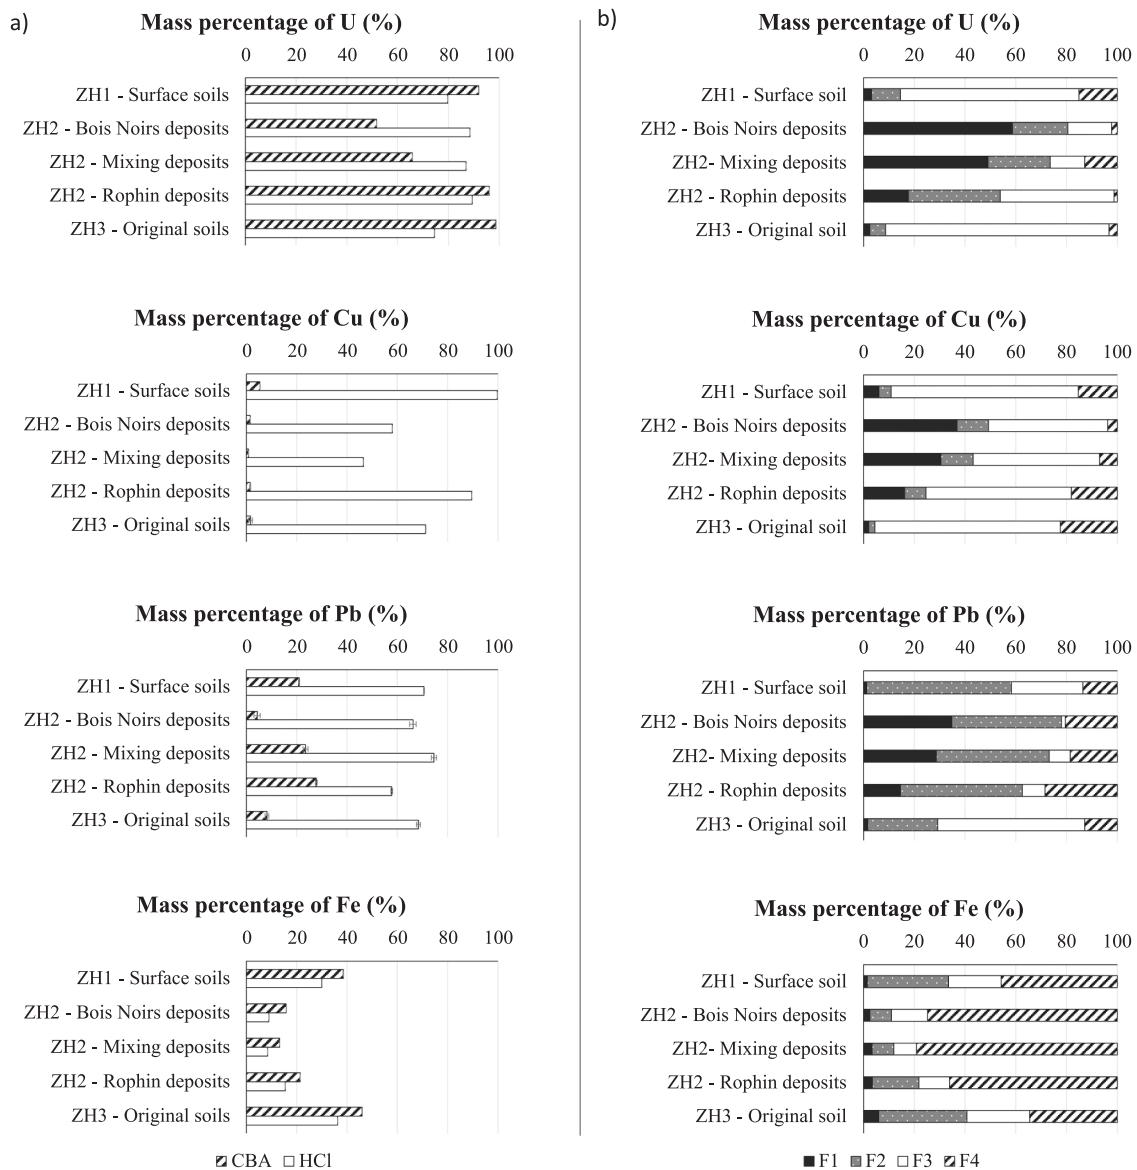 a)
Mass percentage of U (%)
0 20 40 60 80 100
ZH1 - Surface soils
ZH2 - Bois Noirs deposits
ZH2 - Mixing deposits
ZH2 - Rophin deposits
ZH3 - Original soils
Mass percentage of Cu (%)
0 20 40 60 80 100
ZH1 - Surface soils
ZH2 - Bois Noirs deposits
ZH2 - Mixing deposits
ZH2 - Rophin deposits
ZH3 - Original soils
Mass percentage of Pb (%)
0 20 40 60 80 100
ZH1 - Surface soils
ZH2 - Bois Noirs deposits
ZH2 - Mixing deposits
ZH2 - Rophin deposits
ZH3 - Original soils
Mass percentage of Fe (%)
0 20 40 60 80 100
ZH1 - Surface soils
ZH2 - Bois Noirs deposits
ZH2 - Mixing deposits
ZH2 - Rophin deposits
ZH3 - Original soils
CBA HCl
b)
Mass percentage of U (%)
0 20 40 60 80 100
ZH1 - Surface soil
ZH2 - Bois Noirs deposits
ZH2- Mixing deposits
ZH2 - Rophin deposits
ZH3 - Original soil
Mass percentage of Cu (%)
0 20 40 60 80 100
ZH1 - Surface soil
ZH2 - Bois Noirs deposits
ZH2- Mixing deposits
ZH2 - Rophin deposits
ZH3 - Original soil
Mass percentage of Pb (%)
0 20 40 60 80 100
ZH1 - Surface soil
ZH2 - Bois Noirs deposits
ZH2- Mixing deposits
ZH2 - Rophin deposits
ZH3 - Original soil
Mass percentage of Fe (%)
0 20 40 60 80 100
ZH1 - Surface soil
ZH2 - Bois Noirs deposits
ZH2- Mixing deposits
ZH2 - Rophin deposits
ZH3 - Original soil
F1 F2 F3 F4